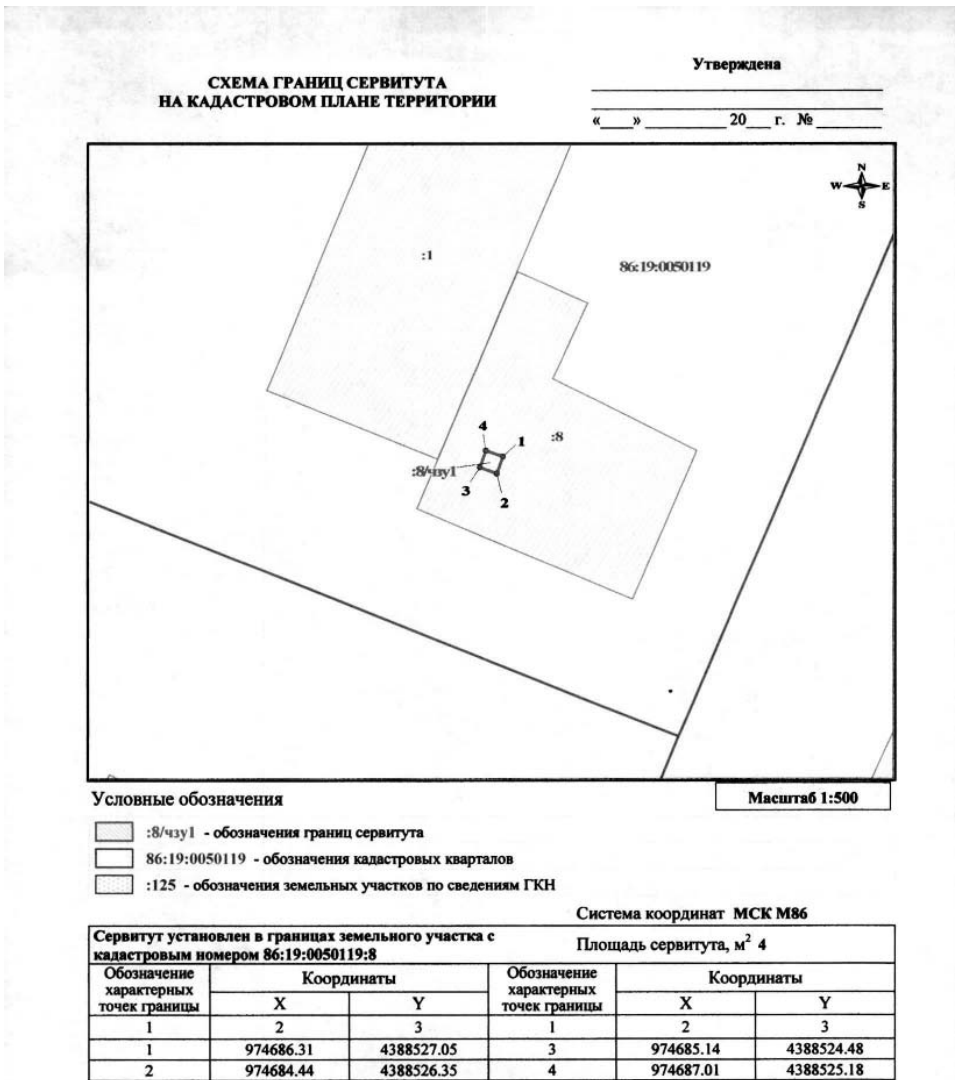 Утверждена
СХЕМА ГРАНИЦ СЕРВИТУТА
НА КАДАСТРОВОМ ПЛАНЕ ТЕРРИТОРИИ
«___» ________ 20___ г. № ________
N
W E
S
:1
86:19:0050119
4
1
:8
:8/чзу1
3
2
Условные обозначения
Масштаб 1:500
:8/чзу1 - обозначения границ сервитута
86:19:0050119 - обозначения кадастровых кварталов
:125 - обозначения земельных участков по сведениям ГКН
Система координат МСК М86
Сервитут установлен в границах земельного участка с
кадастровым номером 86:19:0050119:8
Площадь сервитута, м² 4
Обозначение характерных точек границы Координаты Обозначение характерных точек границы Координаты
X Y X Y
1 2 3 1 2 3
1 974686.31 4388527.05 3 974685.14 4388524.48
2 974684.44 4388526.35 4 974687.01 4388525.18